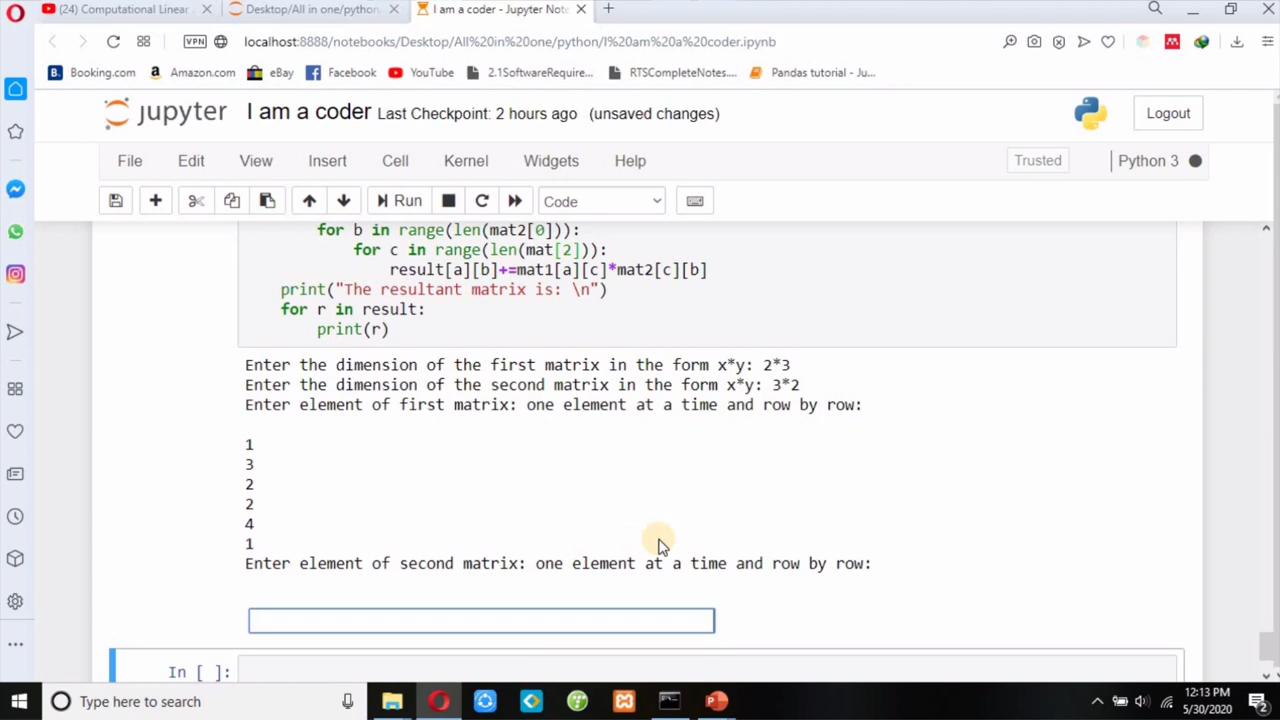 (24) Computational Linear
Desktop/All in one/python
I am a coder - Jupyter Note
localhost:8888/notebooks/Desktop/All%20in%20one/python/I%20am%20a%20coder.ipynb
VPN
Booking.com
Amazon.com
eBay
Facebook
YouTube
2.1SoftwareRequire...
RTSCompleteNotes....
Pandas tutorial - Ju...
jupyter I am a coder Last Checkpoint: 2 hours ago (unsaved changes)
Logout
File Edit View Insert Cell Kernel Widgets Help
Trusted
Python 3
Run
Code
for b in range(len(mat2[0])):
for c in range(len(mat[2])):
result[a][b]+=mat1[a][c]*mat2[c][b]
print("The resultant matrix is: \n")
for r in result:
print(r)
Enter the dimension of the first matrix in the form x*y: 2*3
Enter the dimension of the second matrix in the form x*y: 3*2
Enter element of first matrix: one element at a time and row by row:
1
3
2
2
4
1
Enter element of second matrix: one element at a time and row by row:
In [ ]:
Type here to search
12:13 PM
5/30/2020
2